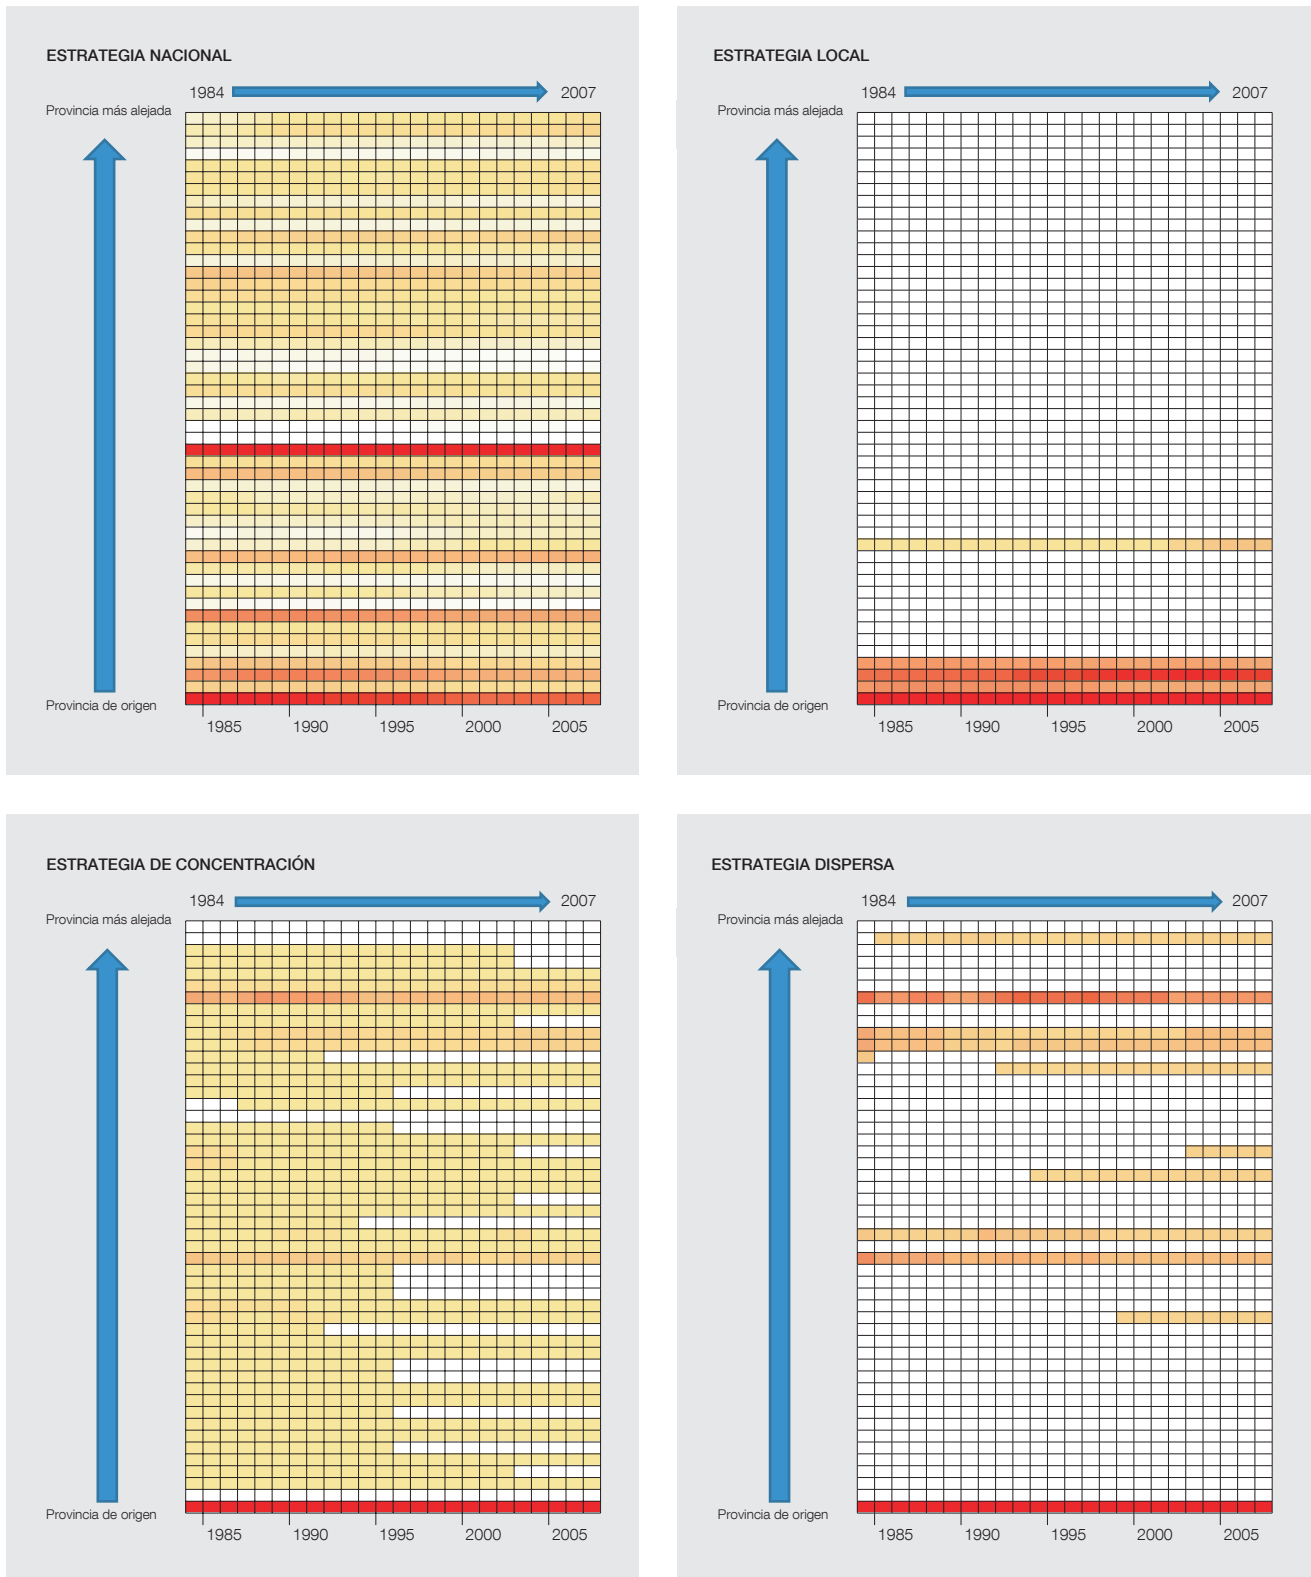 ESTRATEGIA NACIONAL
1984 2007
Provincia más alejada
Provincia de origen
1985 1990 1995 2000 2005
ESTRATEGIA LOCAL
1984 2007
Provincia más alejada
Provincia de origen
1985 1990 1995 2000 2005
ESTRATEGIA DE CONCENTRACIÓN
1984 2007
Provincia más alejada
Provincia de origen
1985 1990 1995 2000 2005
ESTRATEGIA DISPERSA
1984 2007
Provincia más alejada
Provincia de origen
1985 1990 1995 2000 2005